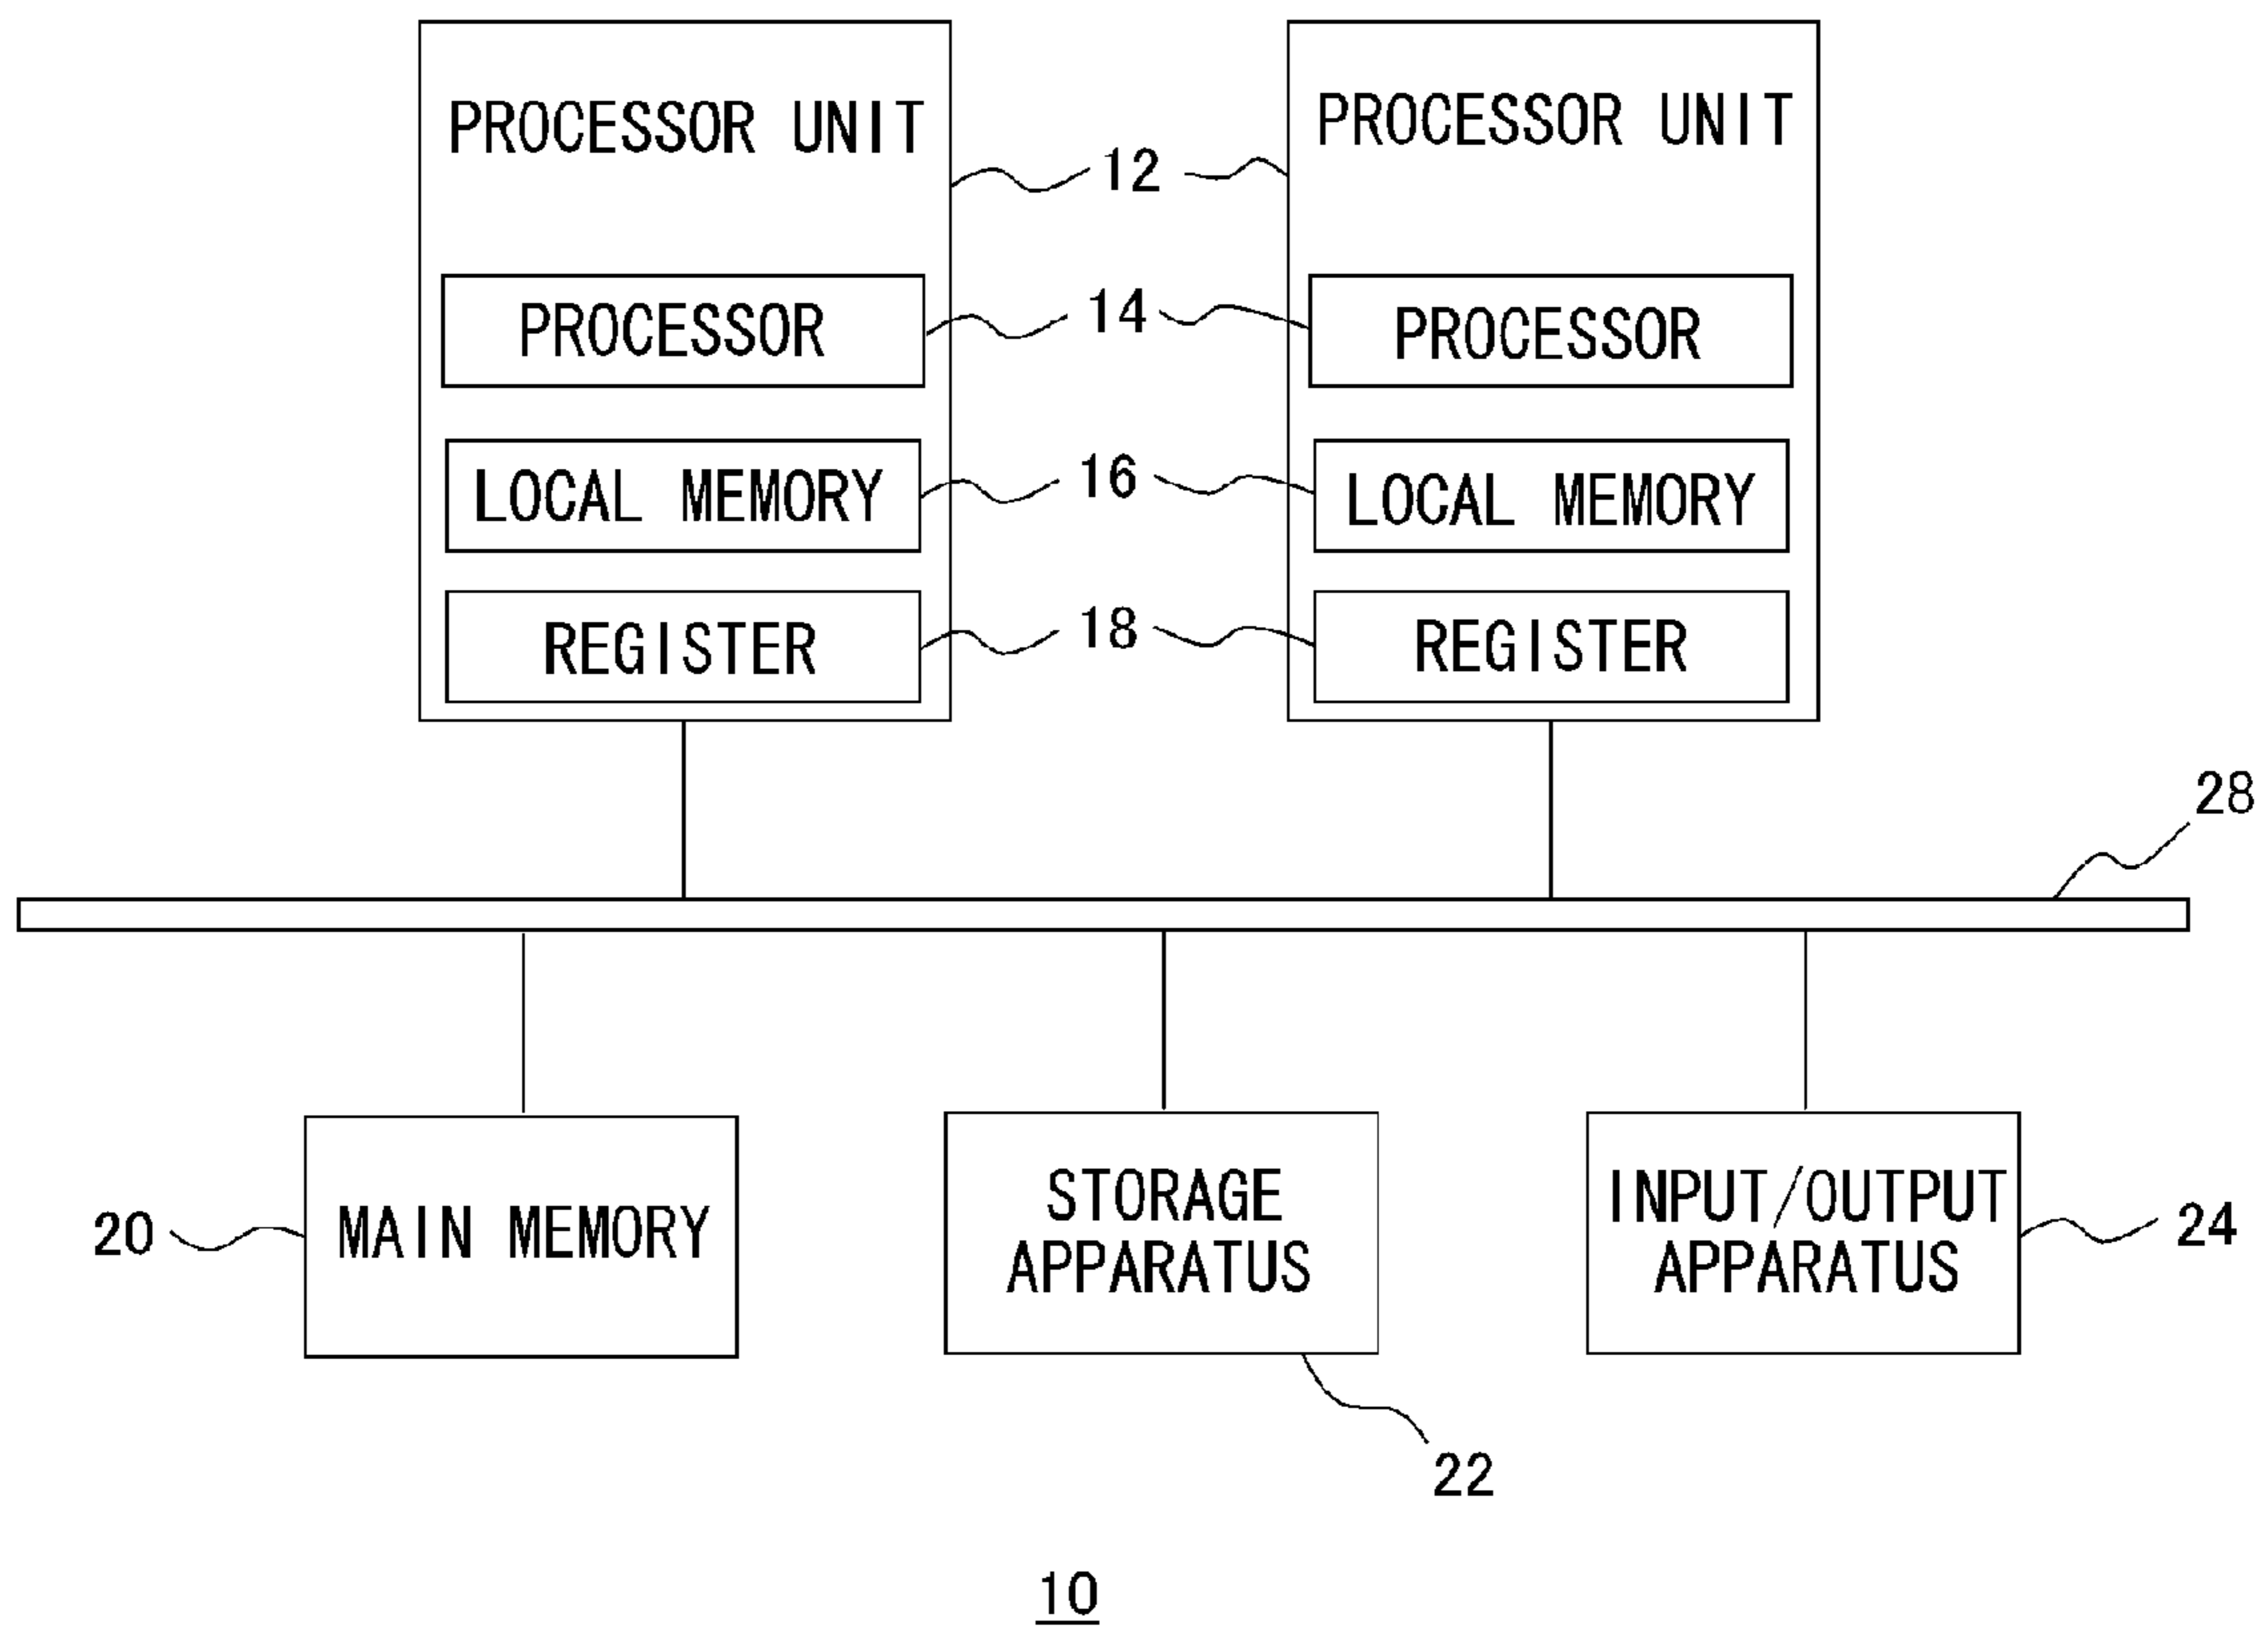 PROCESSOR UNIT
PROCESSOR UNIT
12
PROCESSOR
14
PROCESSOR
LOCAL MEMORY
16
LOCAL MEMORY
REGISTER
18
REGISTER
28
20
MAIN MEMORY
STORAGE
APPARATUS
INPUT/OUTPUT
APPARATUS
24
22
10